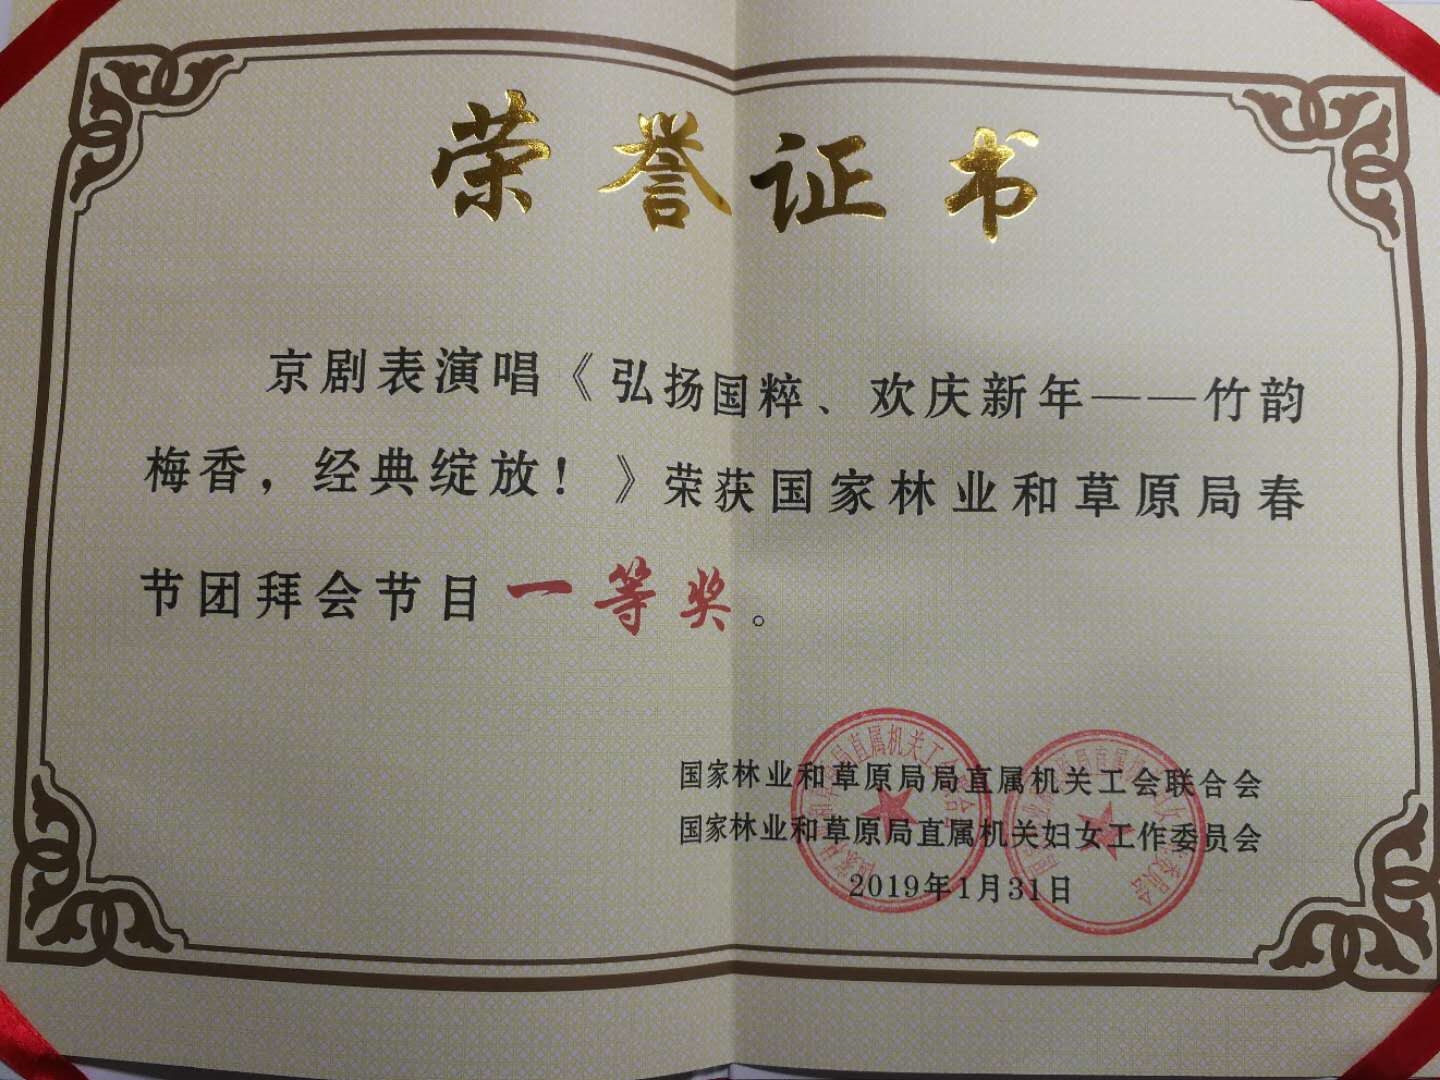 荣誉证书
京剧表演唱《弘扬国粹、欢庆新年——竹韵
梅香，经典绽放！》荣获国家林业和草原局春
节团拜会节目一等奖。
国家林业和草原局局直属机关工会联合会
国家林业和草原局直属机关妇女工作委员会
2019年1月31日